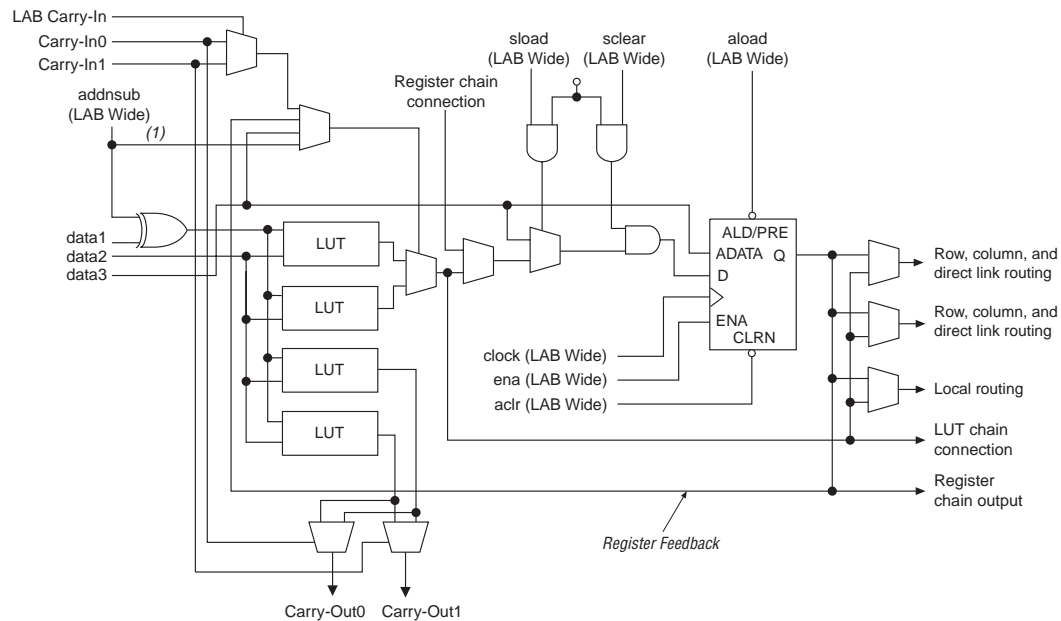 LAB Carry-In
Carry-In0
Carry-In1
addnsub
(LAB Wide)
(1)
data1
data2
data3
LUT
LUT
LUT
LUT
Register chain
connection
sload
(LAB Wide)
sclear
(LAB Wide)
aload
(LAB Wide)
ALD/PRE
ADATA
Q
D
ENA
CLRN
clock (LAB Wide)
ena (LAB Wide)
aclr (LAB Wide)
Row, column, and
direct link routing
Row, column, and
direct link routing
Local routing
LUT chain
connection
Register
chain output
Register Feedback
Carry-Out0
Carry-Out1